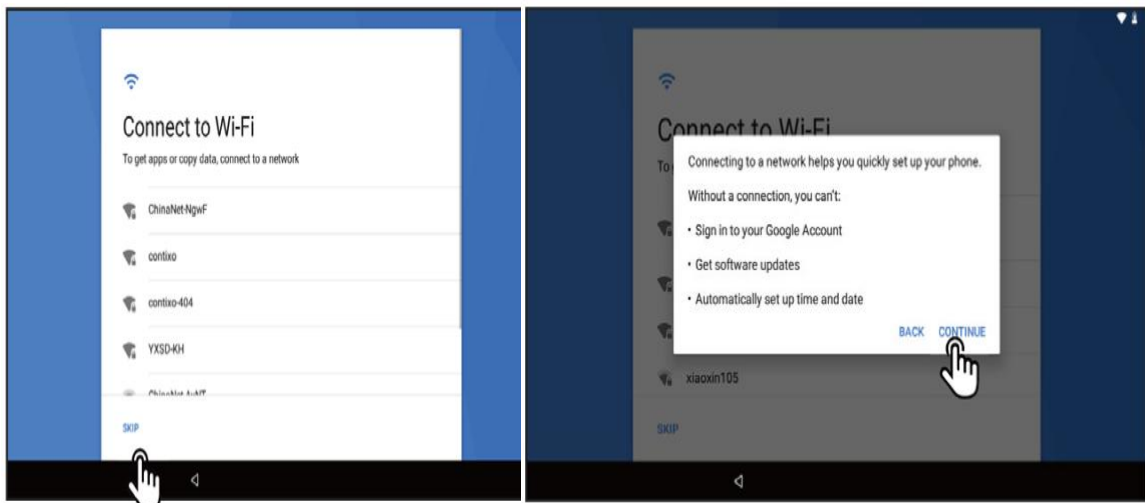 Connect to Wi-Fi
To get apps or copy data, connect to a network
ChinaNet-NgwF
contixo
contixo-404
YXSD-KH
SKIP
Connect to Wi-Fi
To
Connecting to a network helps you quickly set up your phone.
Without a connection, you can't:
• Sign in to your Google Account
• Get software updates
• Automatically set up time and date
BACK CONTINUE
xiaoxin105
SKIP